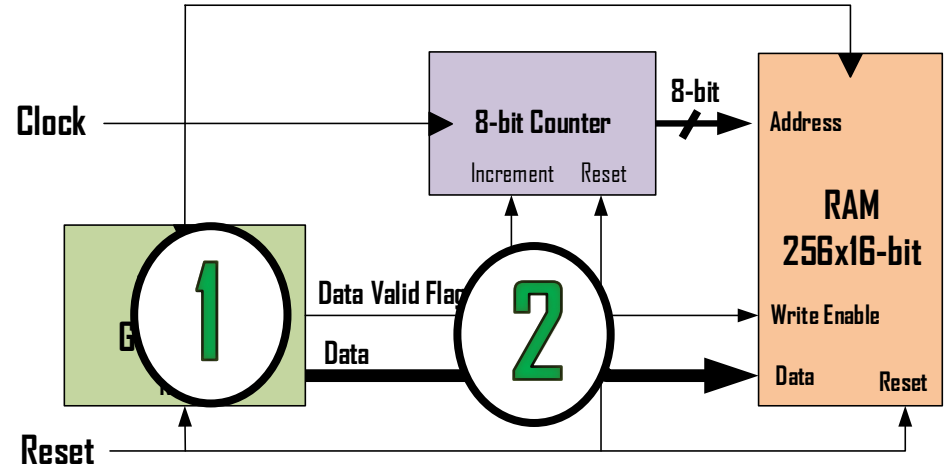 Clock
8-bit Counter
Increment Reset
8-bit
Address
RAM
256x16-bit
Write Enable
Data
Reset
1
Data Valid Flag
Data
2
Reset